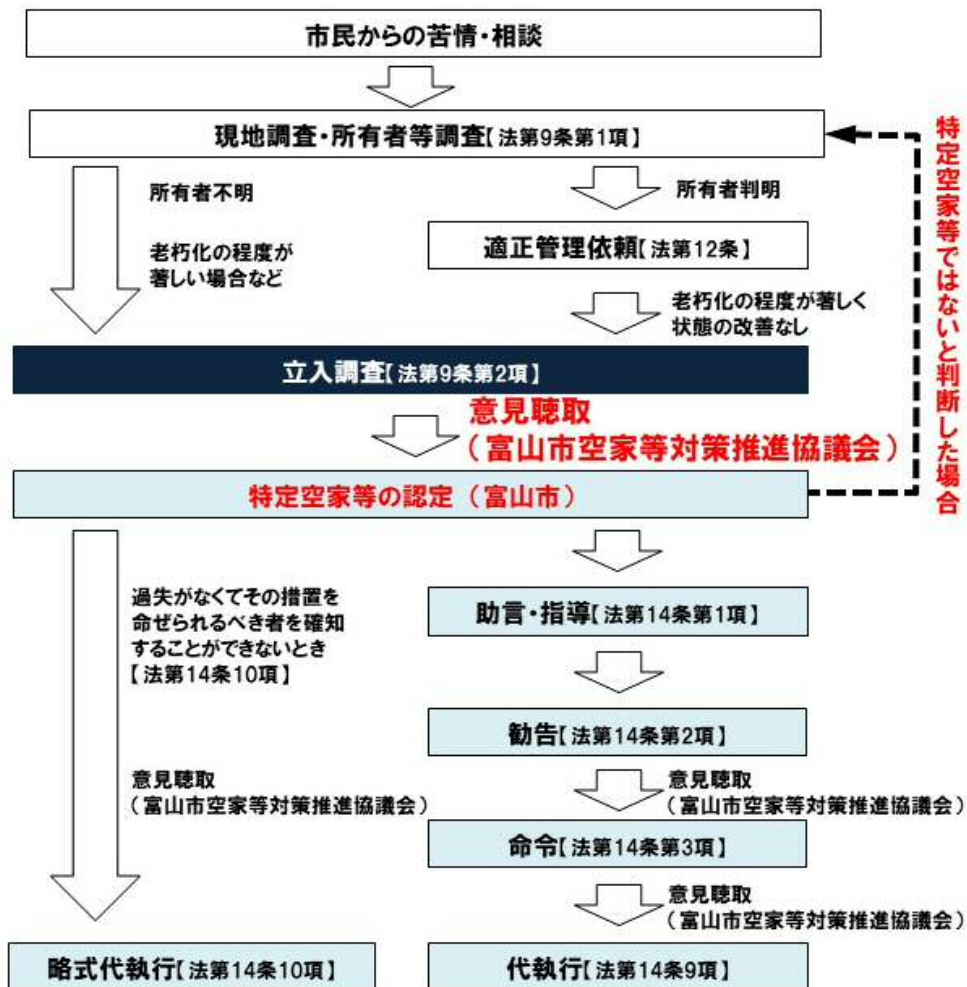 市民からの苦情・相談
現地調査・所有者等調査【法第9条第1項】
所有者不明
老朽化の程度が
著しい場合など
所有者判明
適正管理依頼【法第12条】
老朽化の程度が著しく
状態の改善なし
立入調査【法第9条第2項】
意見聴取
（富山市空家等対策推進協議会）
特定空家等の認定（富山市）
特定空家等ではないと判断した場合
過失がなくてその措置を
命ぜられるべき者を確知
することができないとき
【法第14条10項】
意見聴取
（富山市空家等対策推進協議会）
略式代執行【法第14条10項】
助言・指導【法第14条第1項】
勧告【法第14条第2項】
意見聴取
（富山市空家等対策推進協議会）
命令【法第14条第3項】
意見聴取
（富山市空家等対策推進協議会）
代執行【法第14条9項】